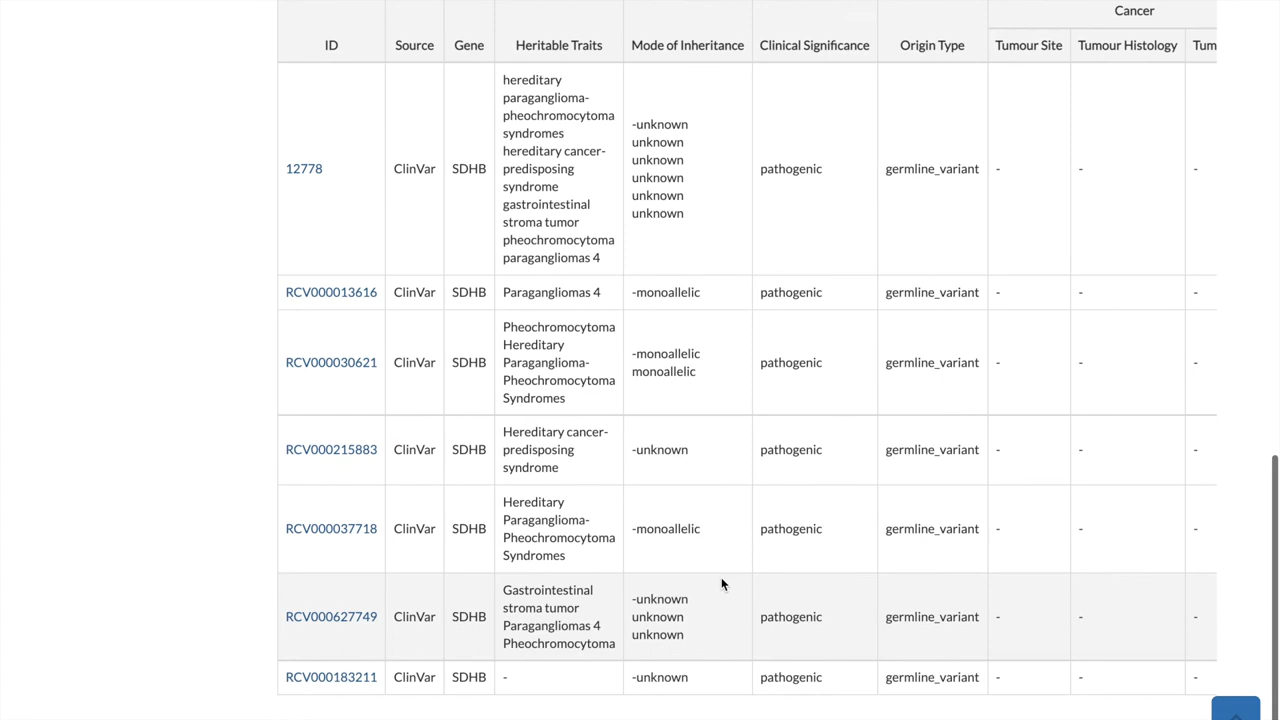 Cancer
ID Source Gene Heritable Traits Mode of Inheritance Clinical Significance Origin Type Tumour Site Tumour Histology Tum
hereditary
paraganglioma-
pheochromocytoma
syndromes
hereditary cancer-
predisposing
syndrome
gastrointestinal
stroma tumor
pheochromocytoma
paragangliomas 4
-unknown
unknown
unknown
unknown
unknown
unknown
12778 ClinVar SDHB pathogenic germline_variant - - -
RCV000013616 ClinVar SDHB Paragangliomas 4 -monoallelic pathogenic germline_variant - - -
Pheochromocytoma
Hereditary
Paraganglioma-
Pheochromocytoma
Syndromes
-monoallelic
monoallelic
RCV000030621 ClinVar SDHB pathogenic germline_variant - - -
Hereditary cancer-
predisposing
syndrome
RCV000215883 ClinVar SDHB -unknown pathogenic germline_variant - - -
Hereditary
Paraganglioma-
Pheochromocytoma
Syndromes
RCV000037718 ClinVar SDHB -monoallelic pathogenic germline_variant - - -
Gastrointestinal
stroma tumor
Paragangliomas 4
Pheochromocytoma
-unknown
unknown
unknown
RCV000627749 ClinVar SDHB pathogenic germline_variant - - -
RCV000183211 ClinVar SDHB - -unknown pathogenic germline_variant - - -